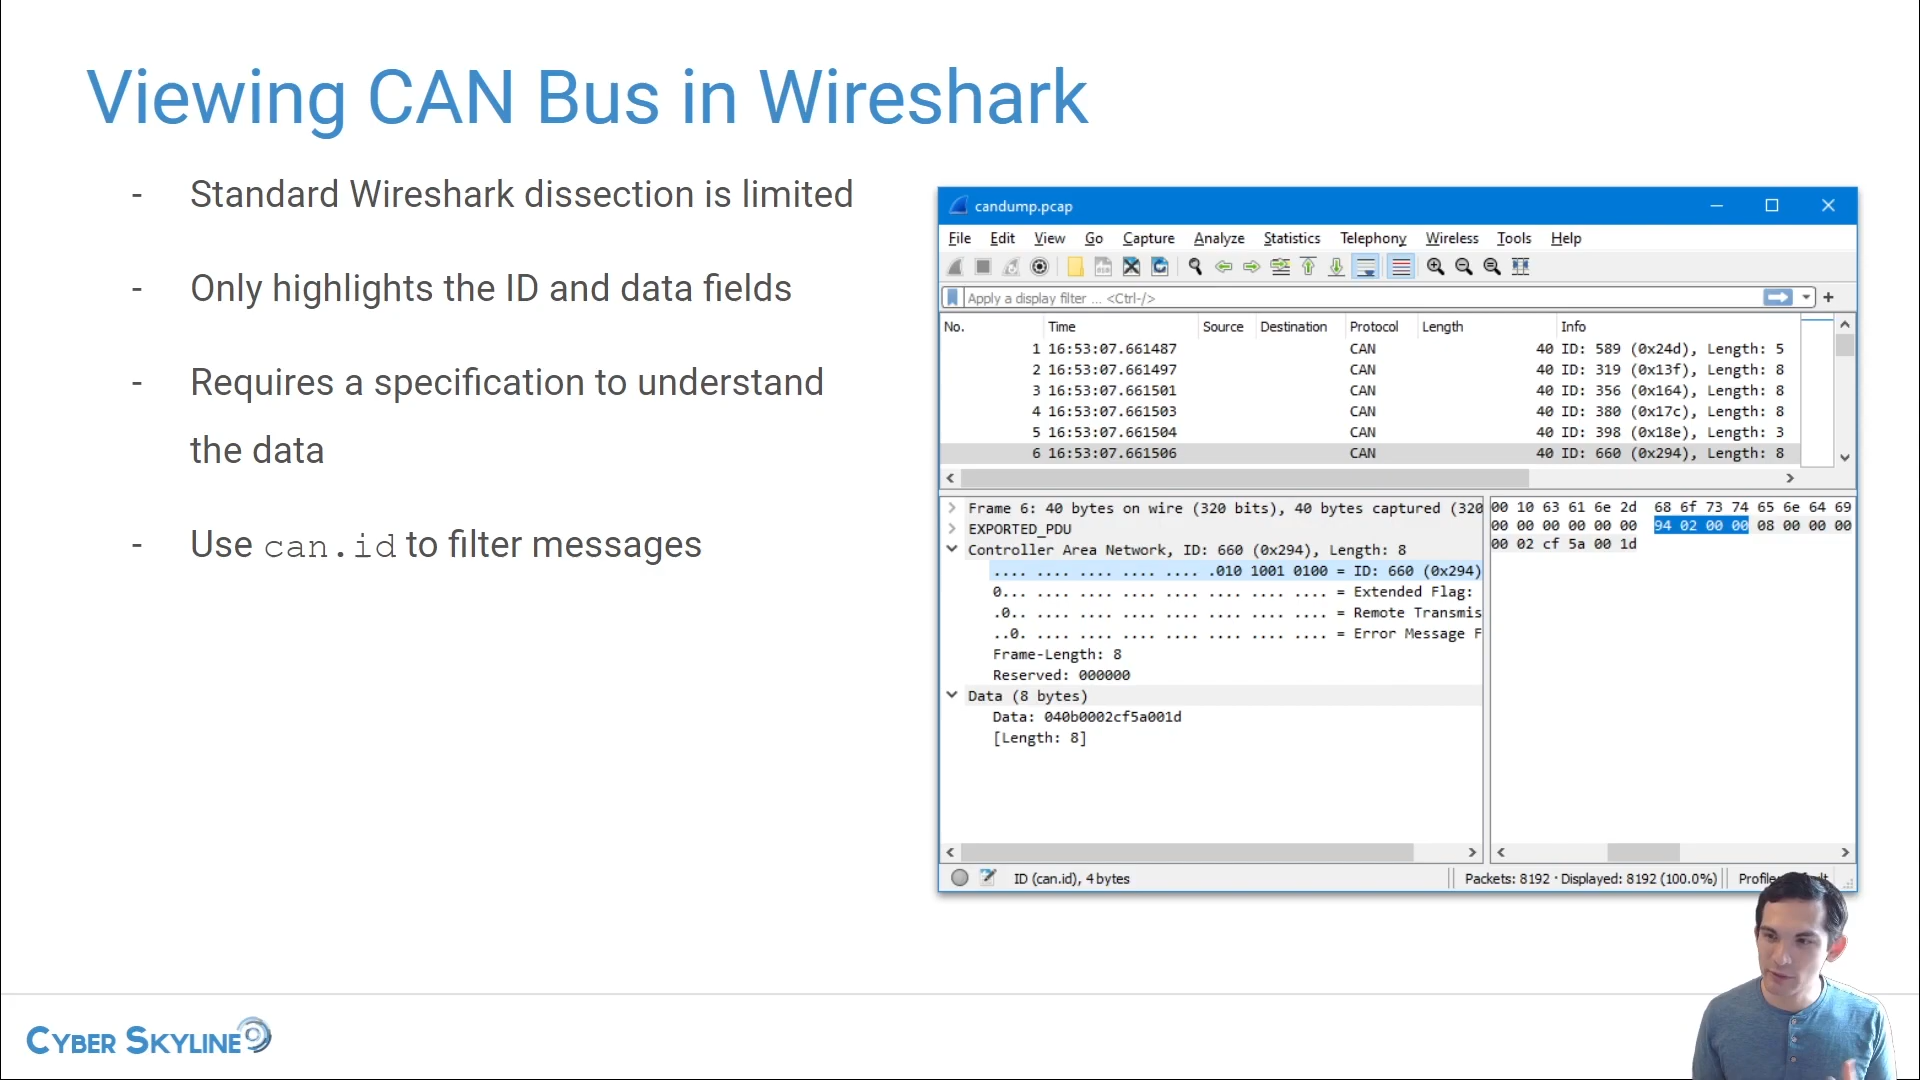 Viewing CAN Bus in Wireshark
- Standard Wireshark dissection is limited
- Only highlights the ID and data fields
- Requires a specification to understand
the data
- Use can.id to filter messages
candump.pcap
File Edit View Go Capture Analyze Statistics Telephony Wireless Tools Help
Apply a display filter ... <Ctrl-/>
No. Time Source Destination Protocol Length Info
1 16:53:07.661487 CAN 40 ID: 589 (0x24d), Length: 5
2 16:53:07.661497 CAN 40 ID: 319 (0x13f), Length: 8
3 16:53:07.661501 CAN 40 ID: 356 (0x164), Length: 8
4 16:53:07.661503 CAN 40 ID: 380 (0x17c), Length: 8
5 16:53:07.661504 CAN 40 ID: 398 (0x18e), Length: 3
6 16:53:07.661506 CAN 40 ID: 660 (0x294), Length: 8
Frame 6: 40 bytes on wire (320 bits), 40 bytes captured (320
EXPORTED_PDU
Controller Area Network, ID: 660 (0x294), Length: 8
.... .... .... .... .... .010 1001 0100 = ID: 660 (0x294)
0... .... .... .... .... .... .... .... = Extended Flag:
.0.. .... .... .... .... .... .... .... = Remote Transmis
..0. .... .... .... .... .... .... .... = Error Message F
Frame-Length: 8
Reserved: 000000
Data (8 bytes)
Data: 040b0002cf5a001d
[Length: 8]
00 10 63 61 6e 2d 68 6f 73 74 65 6e 64 69
00 00 00 00 00 00 94 02 00 00 08 00 00 00
00 02 cf 5a 00 1d
ID (can.id), 4 bytes
Packets: 8192 · Displayed: 8192 (100.0%)
CYBER SKYLINE